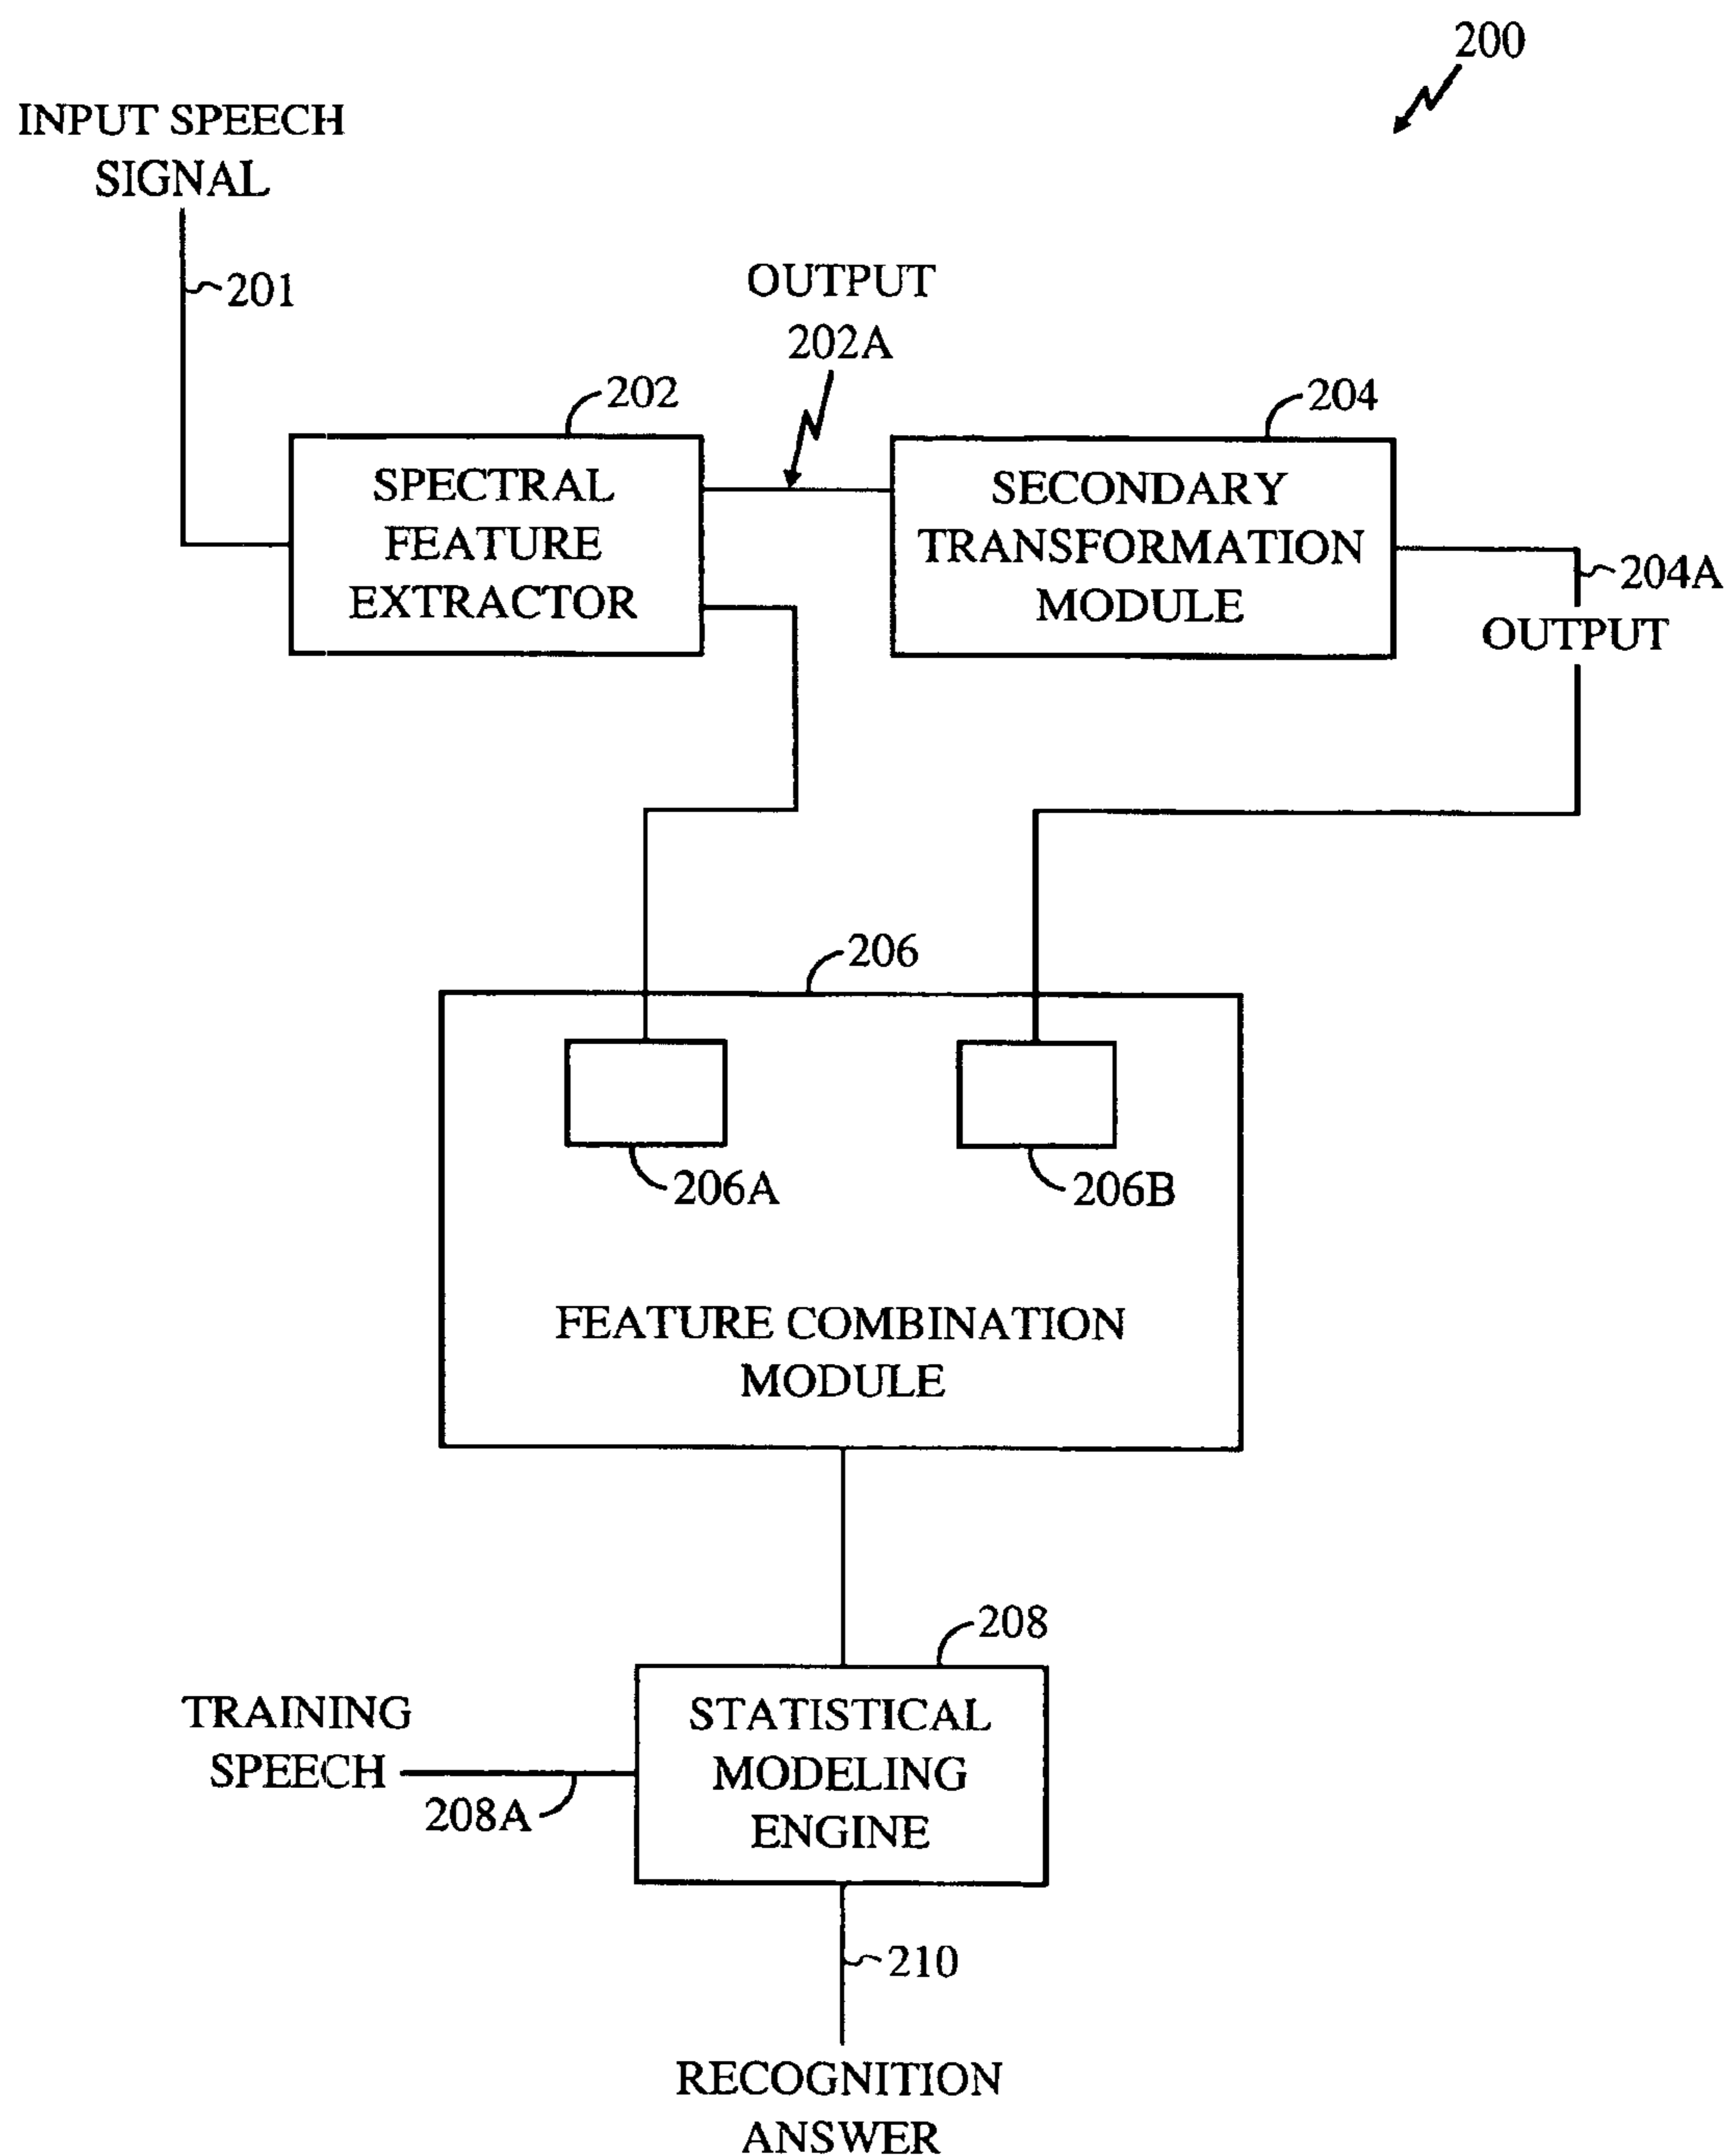 200
INPUT SPEECH
SIGNAL
201
OUTPUT
202A
202
204
SPECTRAL
FEATURE
EXTRACTOR
SECONDARY
TRANSFORMATION
MODULE
204A
OUTPUT
206
206A
206B
FEATURE COMBINATION
MODULE
208
TRAINING
SPEECH
208A
STATISTICAL
MODELING
ENGINE
210
RECOGNITION
ANSWER